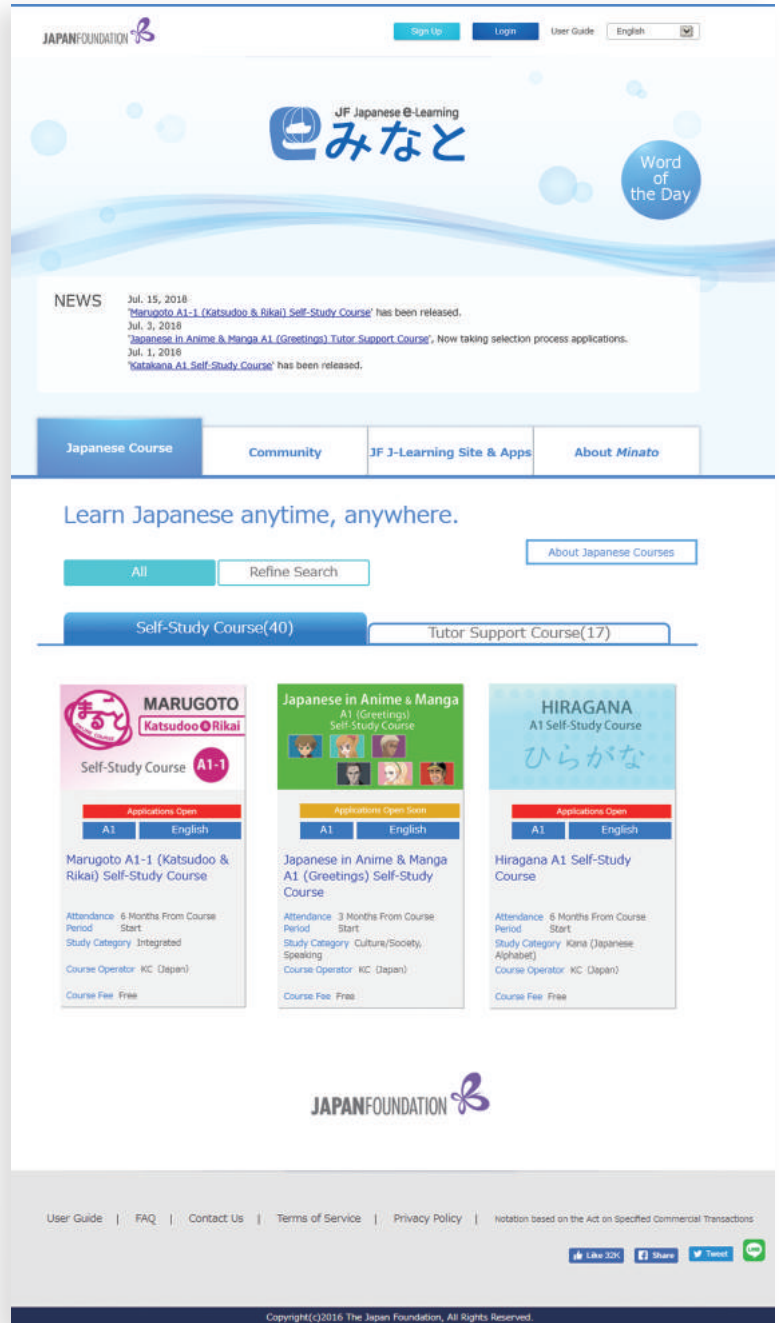 JAPANFOUNDATION
Sign Up
Login
User Guide
English
JF Japanese e-Learning
みなと
Word
of
the Day
NEWS
Jul. 15, 2016
'Marugoto A1-1 (Katsudoo & Rikai) Self-Study Course' has been released.
Jul. 3, 2016
'Japanese in Anime & Manga A1 (Greetings) Tutor Support Course', Now taking selection process applications.
Jul. 1, 2016
'Katakana A1 Self-Study Course' has been released.
Japanese Course
Community
JF J-Learning Site & Apps
About Minato
Learn Japanese anytime, anywhere.
About Japanese Courses
All
Refine Search
Self-Study Course(40)
Tutor Support Course(17)
まるごと
MARUGOTO
Katsudoo & Rikai
Self-Study Course A1-1
Applications Open
A1 English
Marugoto A1-1 (Katsudoo &
Rikai) Self-Study Course
Attendance 6 Months From Course
Period Start
Study Category Integrated
Course Operator KC (Japan)
Course Fee Free
Japanese in Anime & Manga
A1 (Greetings)
Self-Study Course
Applications Open Soon
A1 English
Japanese in Anime & Manga
A1 (Greetings) Self-Study
Course
Attendance 3 Months From Course
Period Start
Study Category Culture/Society,
Speaking
Course Operator KC (Japan)
Course Fee Free
HIRAGANA
A1 Self-Study Course
ひらがな
Applications Open
A1 English
Hiragana A1 Self-Study
Course
Attendance 6 Months From Course
Period Start
Study Category Kana (Japanese
Alphabet)
Course Operator KC (Japan)
Course Fee Free
JAPANFOUNDATION
User Guide | FAQ | Contact Us | Terms of Service | Privacy Policy | Notation based on the Act on Specified Commercial Transactions
Like 32K
Share
Tweet
LINE
Copyright(c)2016 The Japan Foundation, All Rights Reserved.